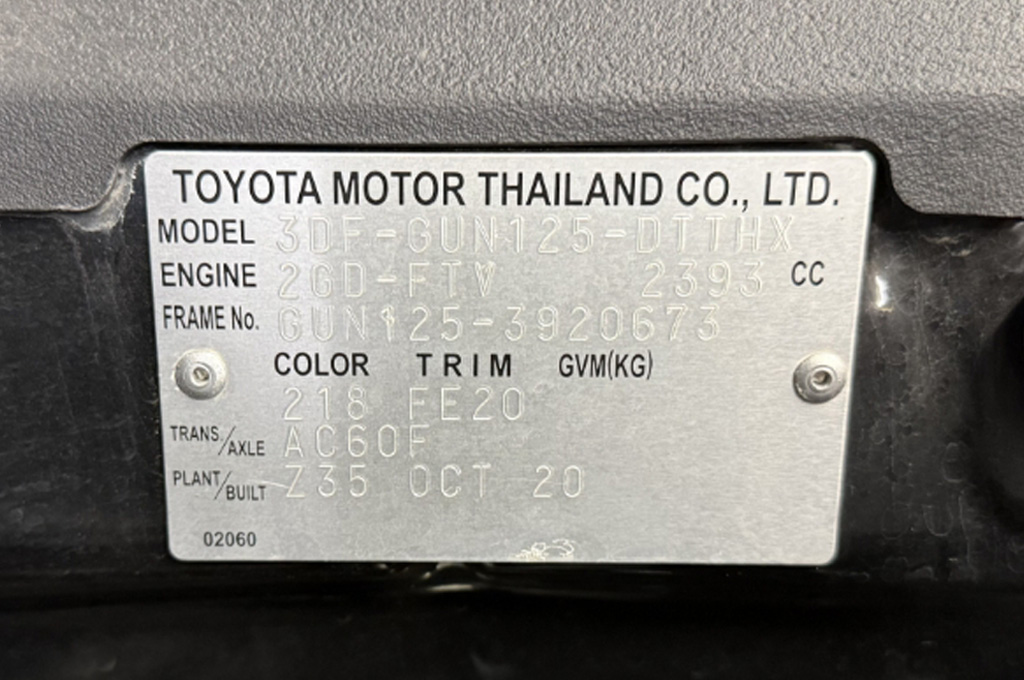 TOYOTA MOTOR THAILAND CO., LTD.
MODEL 3DF-GUN125-DTTHX
ENGINE 2GD-FTV 2393 CC
FRAME No. GUN125-3920673
COLOR TRIM GVM(KG)
218 FE20
TRANS./AXLE AC60F
PLANT/BUILT Z35 OCT 20
02060